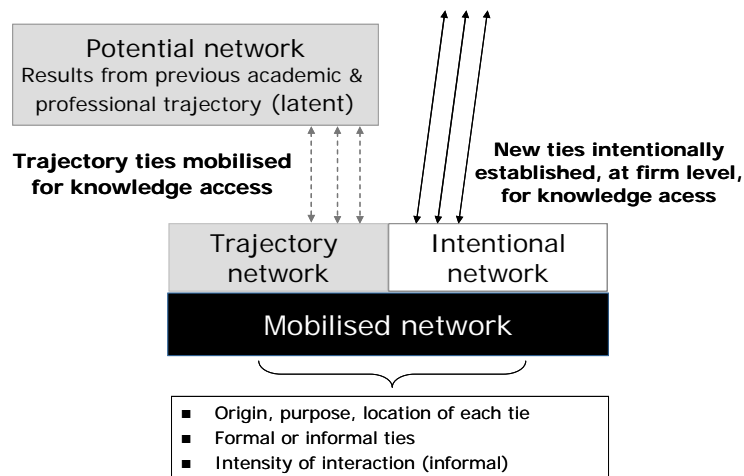 Potential network
Results from previous academic &
professional trajectory (latent)
Trajectory ties mobilised
for knowledge access
New ties intentionally
established, at firm level,
for knowledge acess
Trajectory
network
Intentional
network
Mobilised network
■ Origin, purpose, location of each tie
■ Formal or informal ties
■ Intensity of interaction (informal)